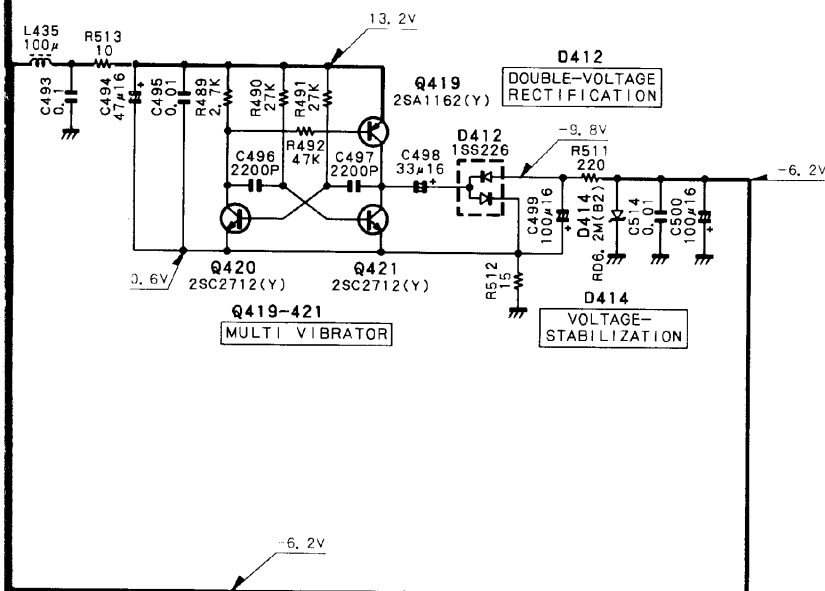 L435
100μ
R513
10
C493
0.1
C494
47μ16
C495
0.01
R489
2.7K
R490
27K
R491
27K
13.2V
Q419
2SA1162(Y)
D412
DOUBLE-VOLTAGE
RECTIFICATION
R492
47K
C496
2200P
C497
2200P
C498
33μ16
D412
1SS226
-9.8V
R511
220
-6.2V
C499
100μ16
D414
RD6.2M(B2)
C514
0.01
C500
100μ16
0.6V
Q420
2SC2712(Y)
Q421
2SC2712(Y)
R512
15
Q419-421
MULTI VIBRATOR
D414
VOLTAGE-
STABILIZATION
-6.2V